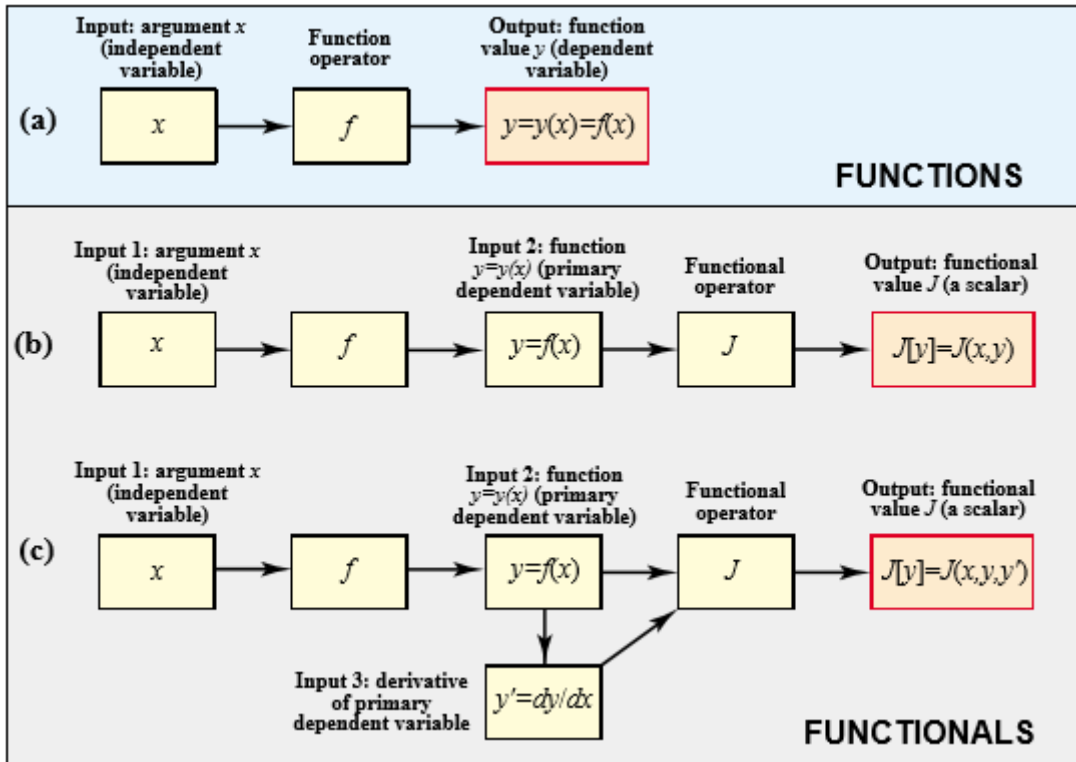 Input: argument x
(independent
variable)
Function
operator
Output: function
value y (dependent
variable)
(a)
x
f
y=y(x)=f(x)
FUNCTIONS
Input 1: argument x
(independent
variable)
Input 2: function
y=y(x) (primary
dependent variable)
Functional
operator
Output: functional
value J (a scalar)
(b)
x
f
y=f(x)
J
J[y]=J(x,y)
Input 1: argument x
(independent
variable)
Input 2: function
y=y(x) (primary
dependent variable)
Functional
operator
Output: functional
value J (a scalar)
(c)
x
f
y=f(x)
J
J[y]=J(x,y,y')
Input 3: derivative
of primary
dependent variable
y'=dy/dx
FUNCTIONALS